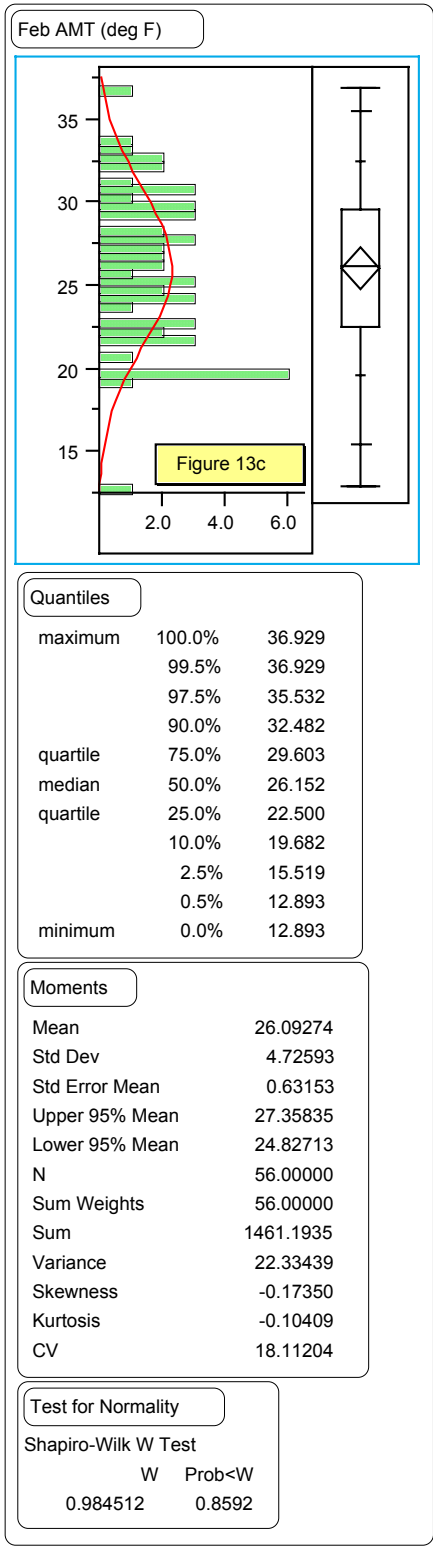 Feb AMT (deg F)
35
30
25
20
15
Figure 13c
2.0 4.0 6.0
Quantiles
maximum 100.0% 36.929
99.5% 36.929
97.5% 35.532
90.0% 32.482
quartile 75.0% 29.603
median 50.0% 26.152
quartile 25.0% 22.500
10.0% 19.682
2.5% 15.519
0.5% 12.893
minimum 0.0% 12.893
Moments
Mean 26.09274
Std Dev 4.72593
Std Error Mean 0.63153
Upper 95% Mean 27.35835
Lower 95% Mean 24.82713
N 56.00000
Sum Weights 56.00000
Sum 1461.1935
Variance 22.33439
Skewness -0.17350
Kurtosis -0.10409
CV 18.11204
Test for Normality
Shapiro-Wilk W Test
W Prob<W
0.984512 0.8592